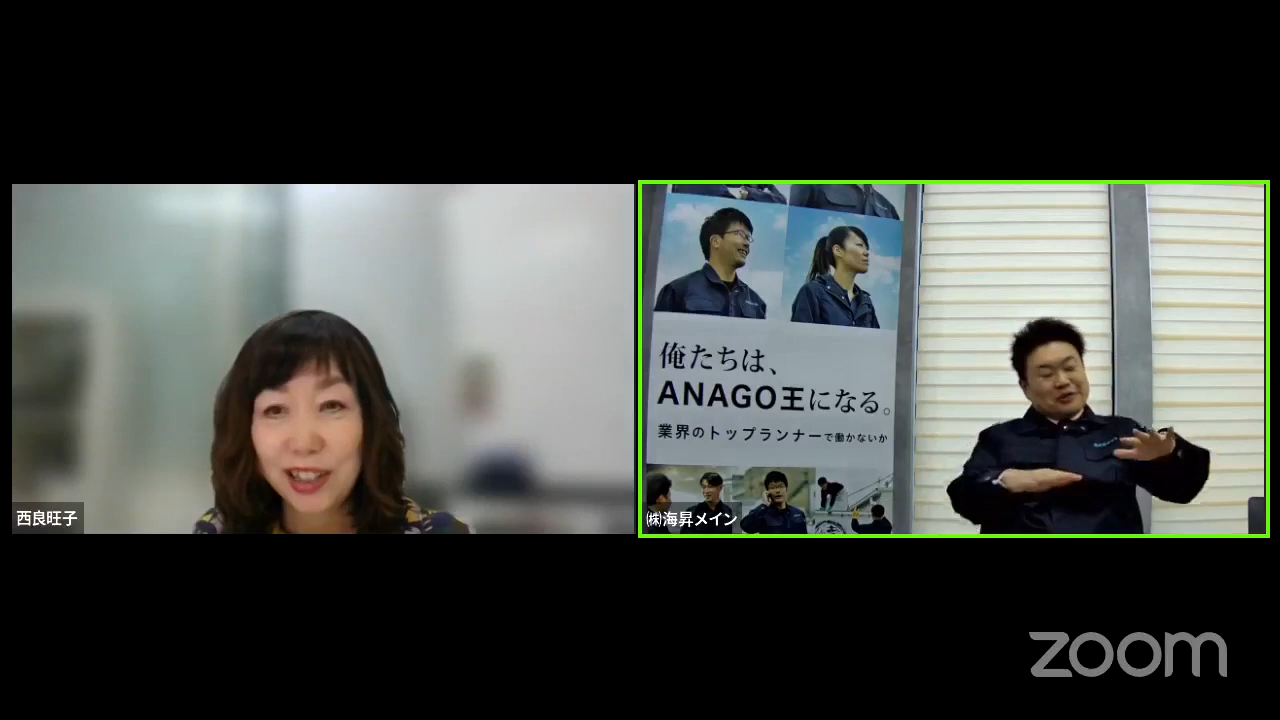 俺たちは、
ANAGO王になる。
業界のトップランナーで働かないか
西良旺子
㈱海昇メイン
zoom